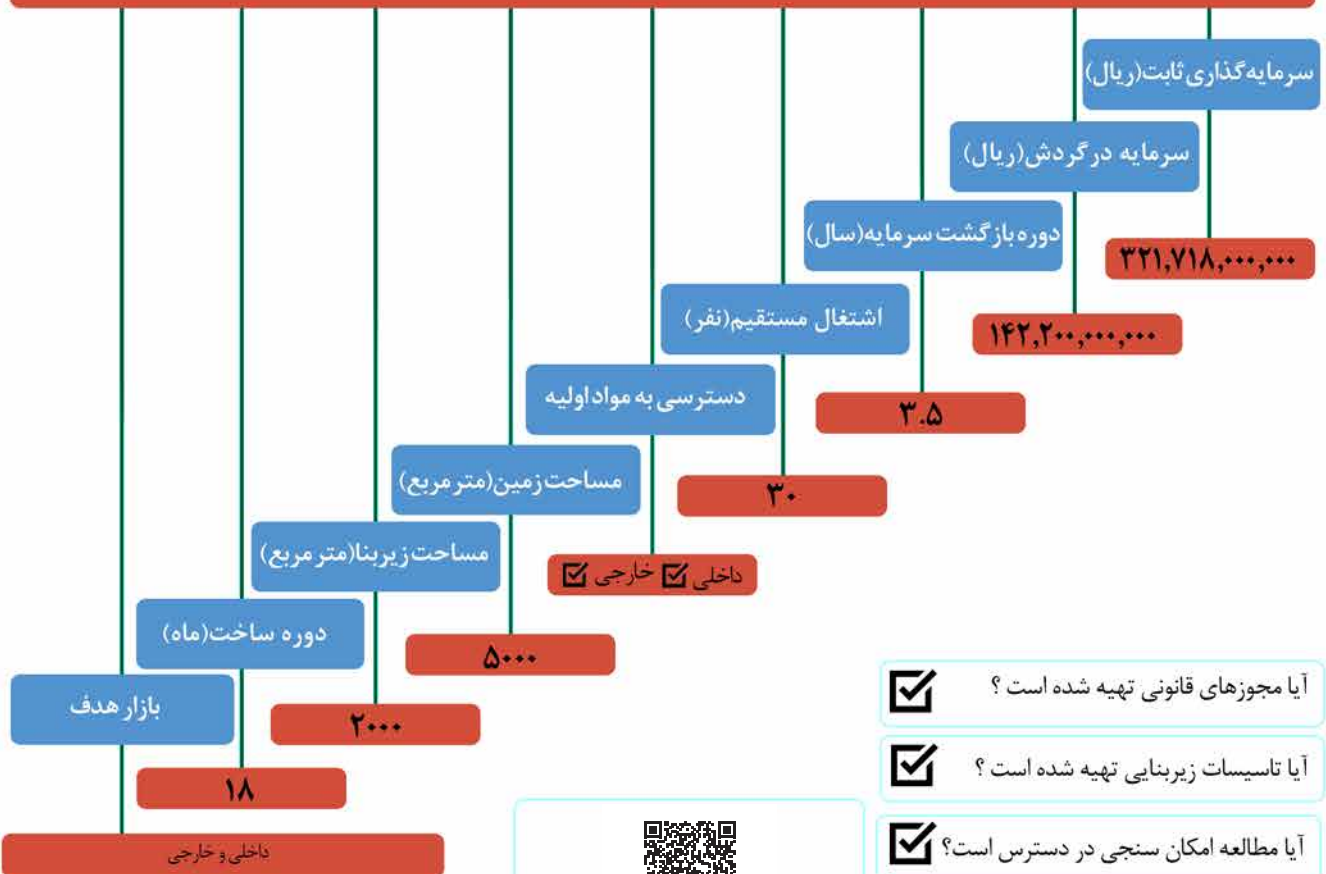 سرمایه‌گذاری ثابت(ریال)
۳۲۱,۷۱۸,۰۰۰,۰۰۰
سرمایه در گردش(ریال)
۱۴۲,۲۰۰,۰۰۰,۰۰۰
دوره بازگشت سرمایه(سال)
۳.۵
اشتغال مستقیم(نفر)
۳۰
دسترسی به مواد اولیه
داخلی ☑ خارجی ☑
مساحت زمین(متر مربع)
۵۰۰۰
مساحت زیربنا(متر مربع)
۲۰۰۰
دوره ساخت(ماه)
۱۸
بازار هدف
داخلی و خارجی
آیا مجوزهای قانونی تهیه شده است ؟ ☑
آیا تاسیسات زیربنایی تهیه شده است ؟ ☑
آیا مطالعه امکان سنجی در دسترس است؟ ☑